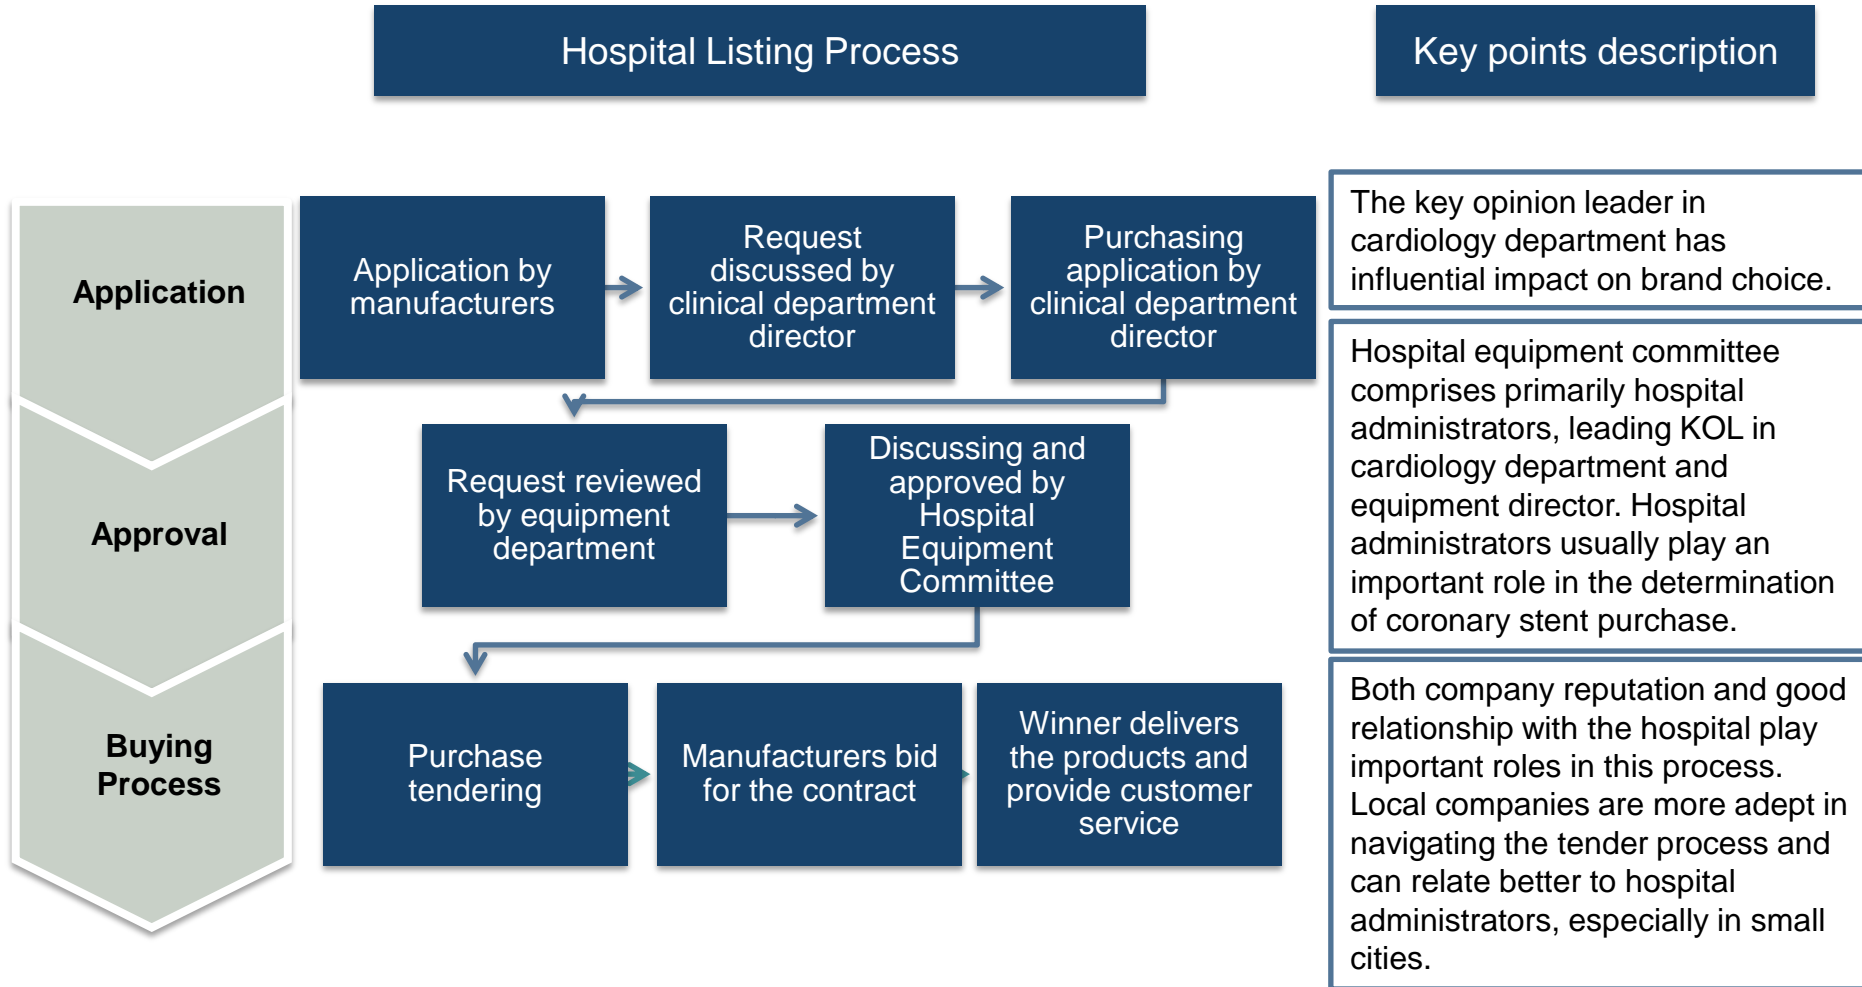 Hospital Listing Process
Key points description
Application
Application by
manufacturers
Request
discussed by
clinical department
director
Purchasing
application by
clinical department
director
The key opinion leader in
cardiology department has
influential impact on brand choice.
Approval
Request reviewed
by equipment
department
Discussing and
approved by
Hospital
Equipment
Committee
Hospital equipment committee
comprises primarily hospital
administrators, leading KOL in
cardiology department and
equipment director. Hospital
administrators usually play an
important role in the determination
of coronary stent purchase.
Buying
Process
Purchase
tendering
Manufacturers bid
for the contract
Winner delivers
the products and
provide customer
service
Both company reputation and good
relationship with the hospital play
important roles in this process.
Local companies are more adept in
navigating the tender process and
can relate better to hospital
administrators, especially in small
cities.